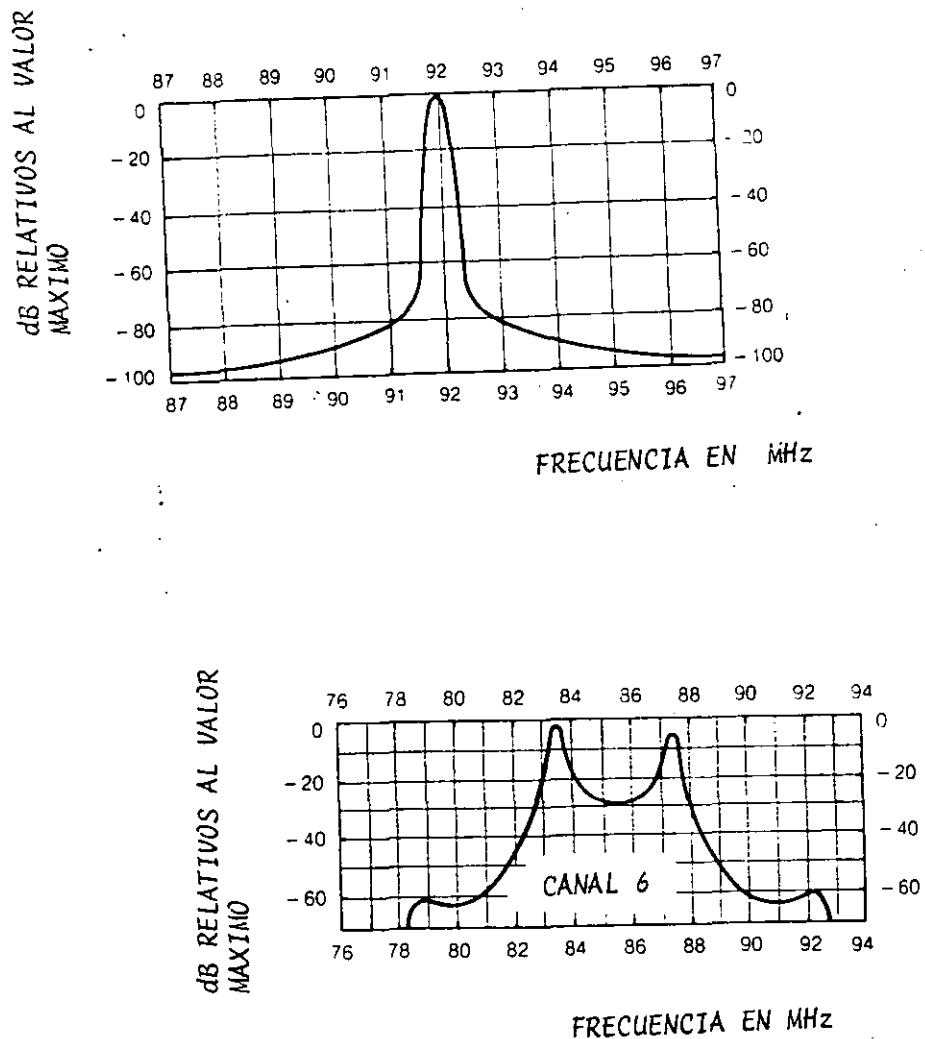 dB RELATIVOS AL VALOR
MAXIMO
87 88 89 90 91 92 93 94 95 96 97
0 0
-20 -20
-40 -40
-60 -60
-80 -80
-100 -100
87 88 89 90 91 92 93 94 95 96 97
FRECUENCIA EN MHz
dB RELATIVOS AL VALOR
MAXIMO
76 78 80 82 84 86 88 90 92 94
0 0
-20 -20
-40 -40
CANAL 6
-60 -60
76 78 80 82 84 86 88 90 92 94
FRECUENCIA EN MHz